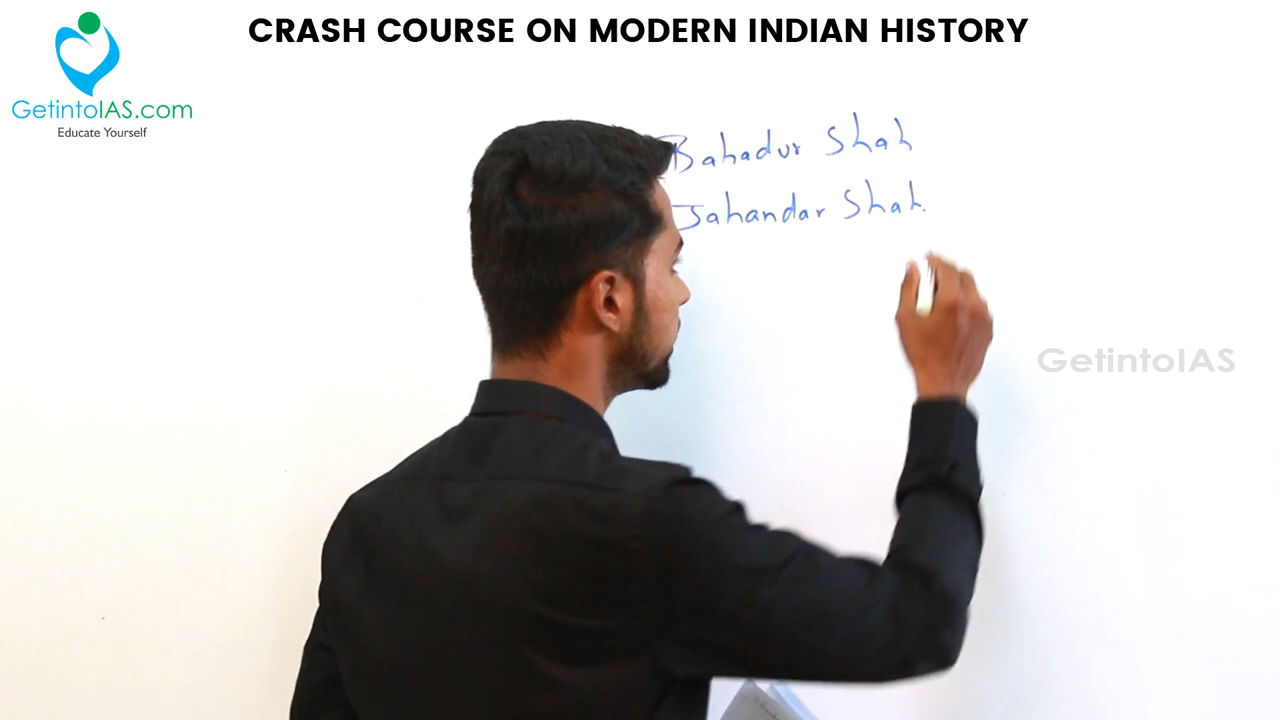 CRASH COURSE ON MODERN INDIAN HISTORY
GetintoIAS.com
Educate Yourself
Bahadur Shah
Jahandar Shah.
GetintoIAS